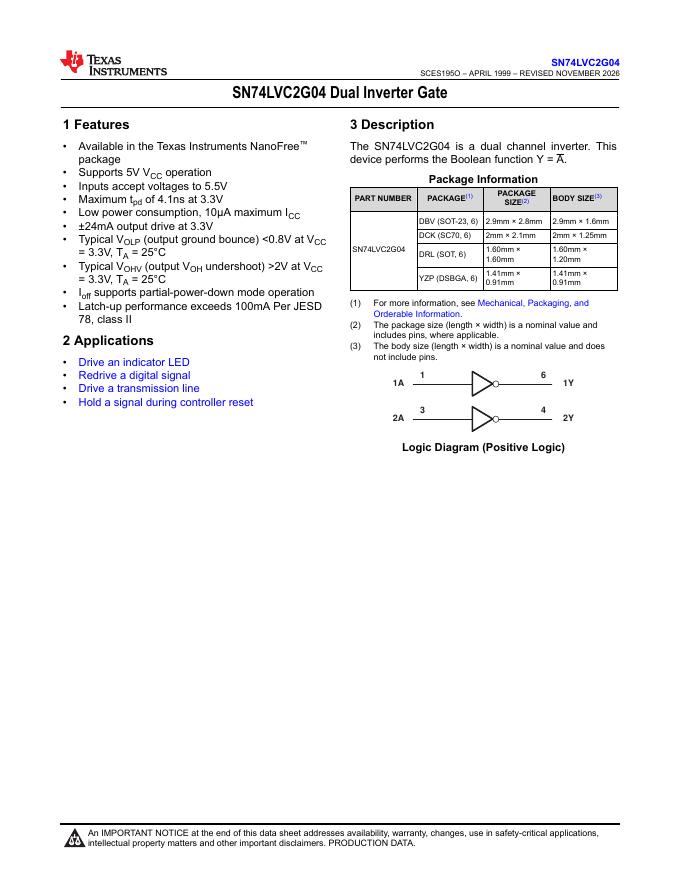 TEXAS
INSTRUMENTS
SN74LVC2G04
SCES195O – APRIL 1999 – REVISED NOVEMBER 2026
SN74LVC2G04 Dual Inverter Gate
1 Features
• Available in the Texas Instruments NanoFree™
package
• Supports 5V VCC operation
• Inputs accept voltages to 5.5V
• Maximum tpd of 4.1ns at 3.3V
• Low power consumption, 10µA maximum ICC
• ±24mA output drive at 3.3V
• Typical VOLP (output ground bounce) <0.8V at VCC
= 3.3V, TA = 25°C
• Typical VOHV (output VOH undershoot) >2V at VCC
= 3.3V, TA = 25°C
• Ioff supports partial-power-down mode operation
• Latch-up performance exceeds 100mA Per JESD
78, class II
2 Applications
• Drive an indicator LED
• Redrive a digital signal
• Drive a transmission line
• Hold a signal during controller reset
3 Description
The SN74LVC2G04 is a dual channel inverter. This
device performs the Boolean function Y = A̅.
Package Information
PART NUMBER PACKAGE(1) PACKAGE SIZE(2) BODY SIZE(3)
SN74LVC2G04
DBV (SOT-23, 6) 2.9mm × 2.8mm 2.9mm × 1.6mm
DCK (SC70, 6) 2mm × 2.1mm 2mm × 1.25mm
DRL (SOT, 6) 1.60mm × 1.60mm 1.60mm × 1.20mm
YZP (DSBGA, 6) 1.41mm × 0.91mm 1.41mm × 0.91mm
(1) For more information, see Mechanical, Packaging, and
Orderable Information.
(2) The package size (length × width) is a nominal value and
includes pins, where applicable.
(3) The body size (length × width) is a nominal value and does
not include pins.
1A 1 6 1Y
2A 3 4 2Y
Logic Diagram (Positive Logic)
An IMPORTANT NOTICE at the end of this data sheet addresses availability, warranty, changes, use in safety-critical applications,
intellectual property matters and other important disclaimers. PRODUCTION DATA.